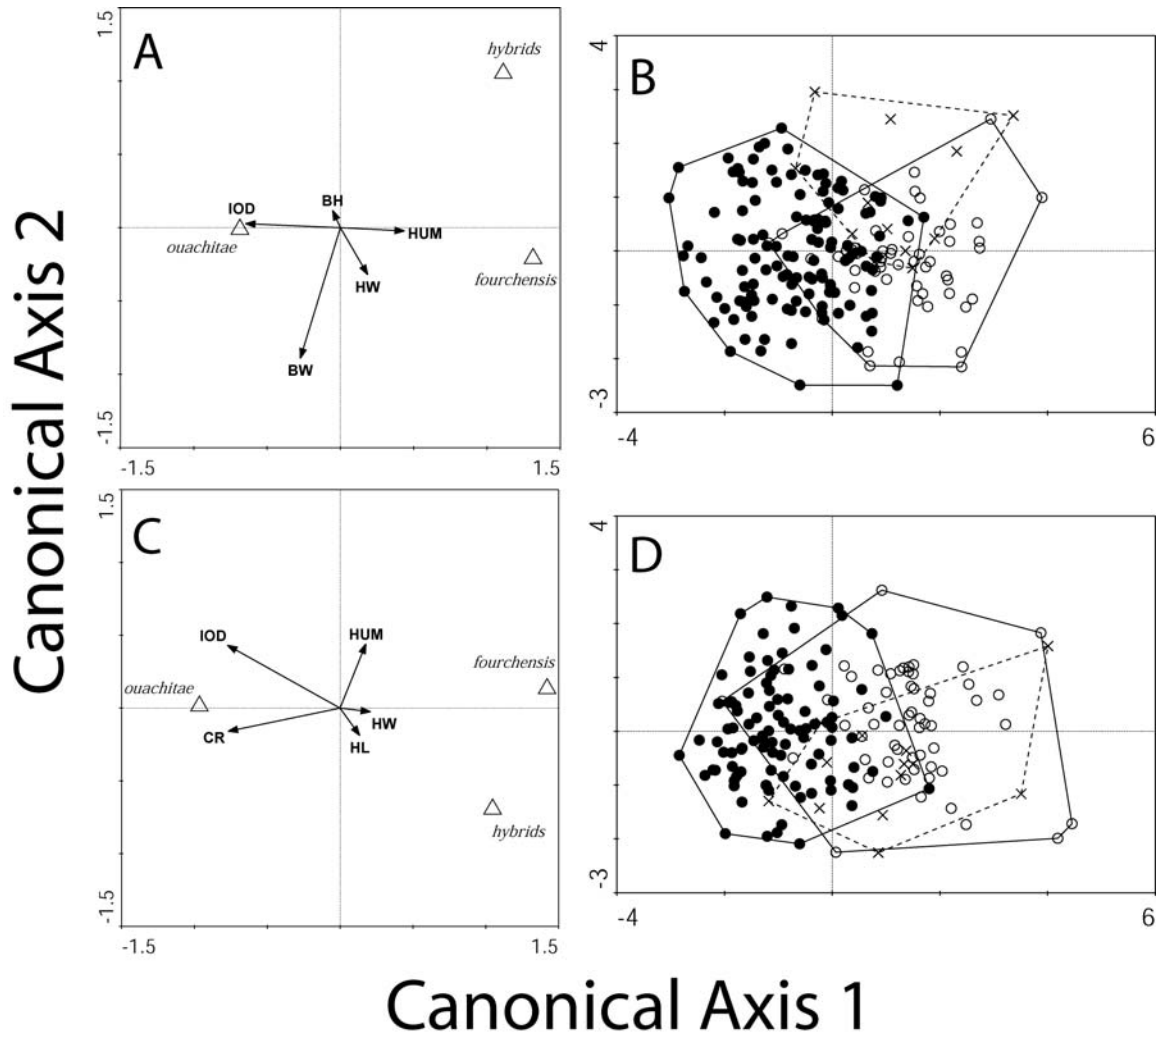 Canonical Axis 2
A
1.5
-1.5
-1.5
1.5
hybrids
IOD
BH
HUM
ouachitae
HW
fourchensis
BW
B
4
-3
-4
6
C
1.5
-1.5
-1.5
1.5
IOD
HUM
fourchensis
ouachitae
HW
CR
HL
hybrids
D
4
-3
-4
6
Canonical Axis 1